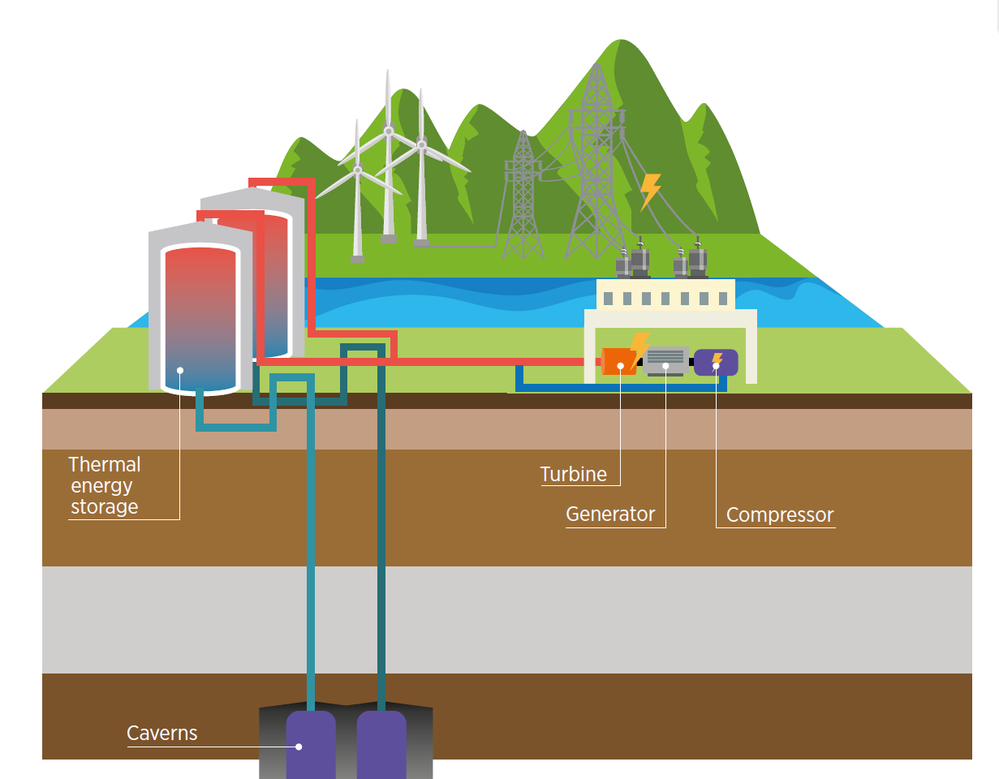 Thermal
energy
storage
Turbine
Generator
Compressor
Caverns